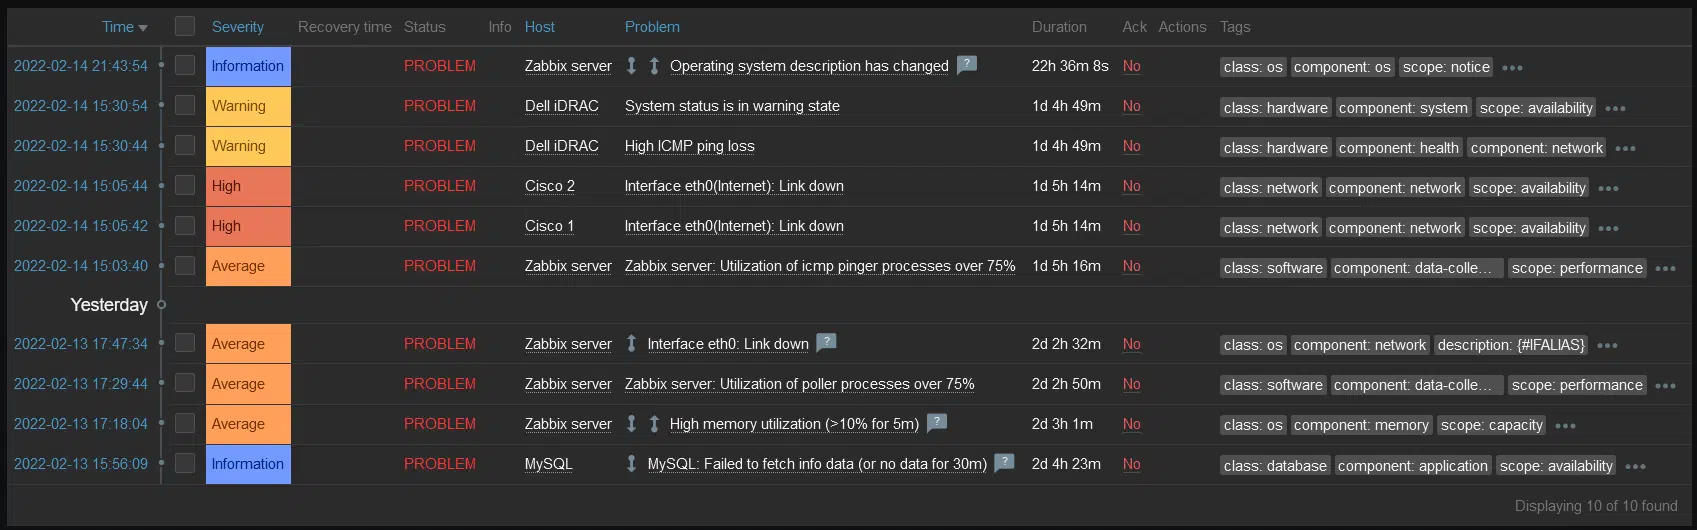 Time Severity Recovery time Status Info Host Problem Duration Ack Actions Tags
2022-02-14 21:43:54 Information PROBLEM Zabbix server Operating system description has changed ? 22h 36m 8s No class: os component: os scope: notice •••
2022-02-14 15:30:54 Warning PROBLEM Dell iDRAC System status is in warning state 1d 4h 49m No class: hardware component: system scope: availability •••
2022-02-14 15:30:44 Warning PROBLEM Dell iDRAC High ICMP ping loss 1d 4h 49m No class: hardware component: health component: network •••
2022-02-14 15:05:44 High PROBLEM Cisco 2 Interface eth0(Internet): Link down 1d 5h 14m No class: network component: network scope: availability •••
2022-02-14 15:05:42 High PROBLEM Cisco 1 Interface eth0(Internet): Link down 1d 5h 14m No class: network component: network scope: availability •••
2022-02-14 15:03:40 Average PROBLEM Zabbix server Zabbix server: Utilization of icmp pinger processes over 75% 1d 5h 16m No class: software component: data-colle... scope: performance •••
Yesterday
2022-02-13 17:47:34 Average PROBLEM Zabbix server Interface eth0: Link down ? 2d 2h 32m No class: os component: network description: {#IFALIAS} •••
2022-02-13 17:29:44 Average PROBLEM Zabbix server Zabbix server: Utilization of poller processes over 75% 2d 2h 50m No class: software component: data-colle... scope: performance •••
2022-02-13 17:18:04 Average PROBLEM Zabbix server High memory utilization (>10% for 5m) ? 2d 3h 1m No class: os component: memory scope: capacity •••
2022-02-13 15:56:09 Information PROBLEM MySQL MySQL: Failed to fetch info data (or no data for 30m) ? 2d 4h 23m No class: database component: application scope: availability •••
Displaying 10 of 10 found